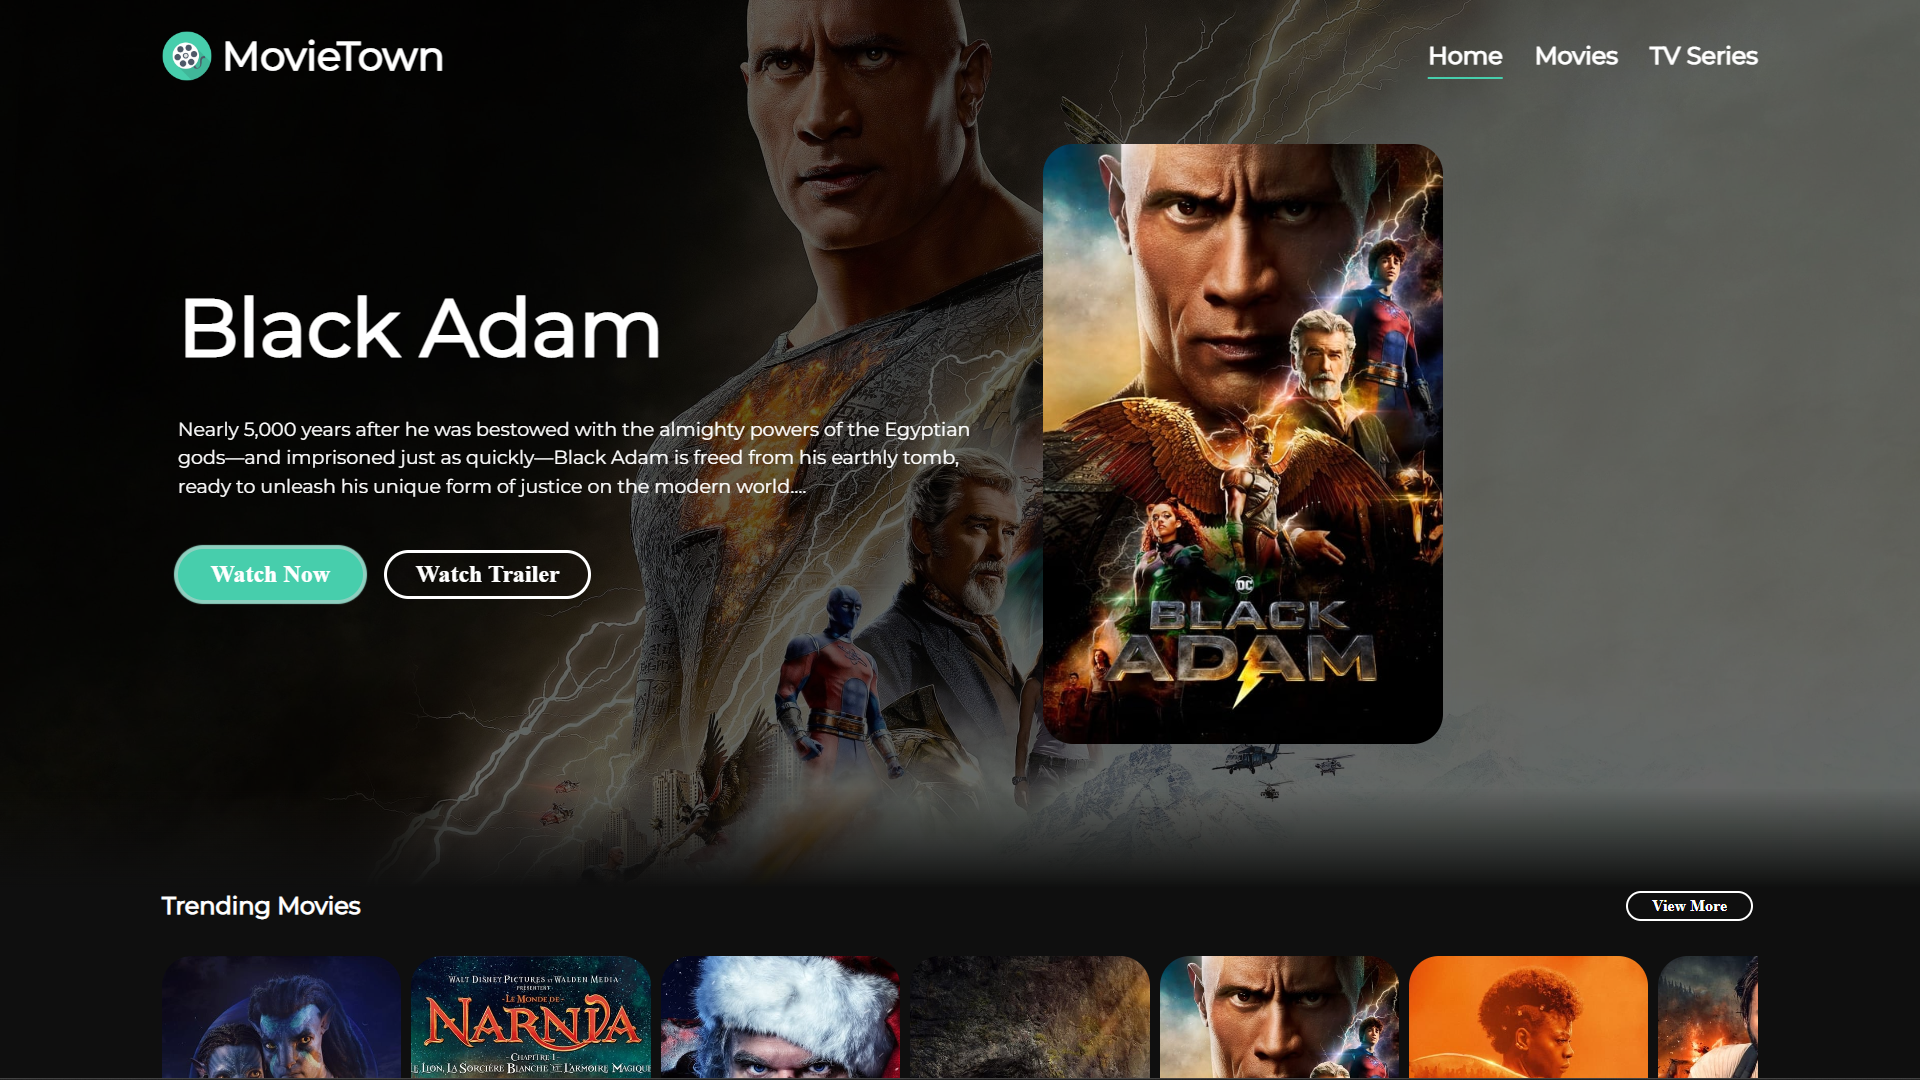 MovieTown
Home
Movies
TV Series
Black Adam
Nearly 5,000 years after he was bestowed with the almighty powers of the Egyptian
gods—and imprisoned just as quickly—Black Adam is freed from his earthly tomb,
ready to unleash his unique form of justice on the modern world....
Watch Now
Watch Trailer
DC
BLACK
ADAM
Trending Movies
View More
WALT DISNEY PICTURES ET WALDEN MEDIA
PRÉSENTENT
LE MONDE DE
NARNIA
CHAPITRE 1
LE LION, LA SORCIÈRE BLANCHE ET L'ARMOIRE MAGIQUE